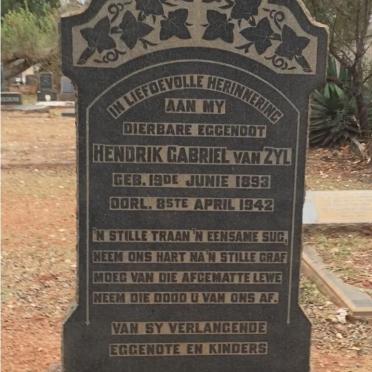 IN LIEFDEVOLLE HERINNERING
AAN MY
DIERBARE EGGENOOT
HENDRIK GABRIEL VAN ZYL
GEB. 19DE JUNIE 1893
OORL. 8STE APRIL 1942
'N STILLE TRAAN 'N EENSAME SUG,
NEEM ONS HART NA 'N STILLE GRAF
MOEG VAN DIE AFGEMATTE LEWE
NEEM DIE DOOD U VAN ONS AF.
VAN SY VERLANGENDE
EGGENOTE EN KINDERS